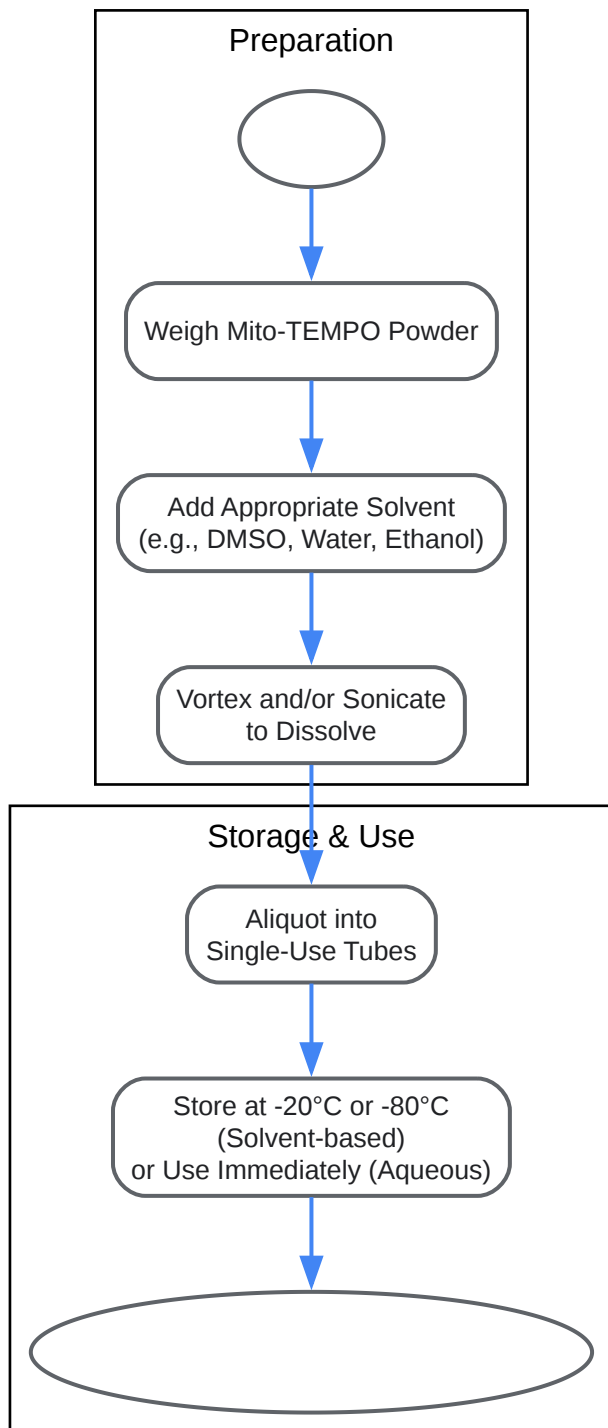 Preparation
Weigh Mito-TEMPO Powder
Add Appropriate Solvent
(e.g., DMSO, Water, Ethanol)
Vortex and/or Sonicate
to Dissolve
Storage & Use
Aliquot into
Single-Use Tubes
Store at -20°C or -80°C
(Solvent-based)
or Use Immediately (Aqueous)